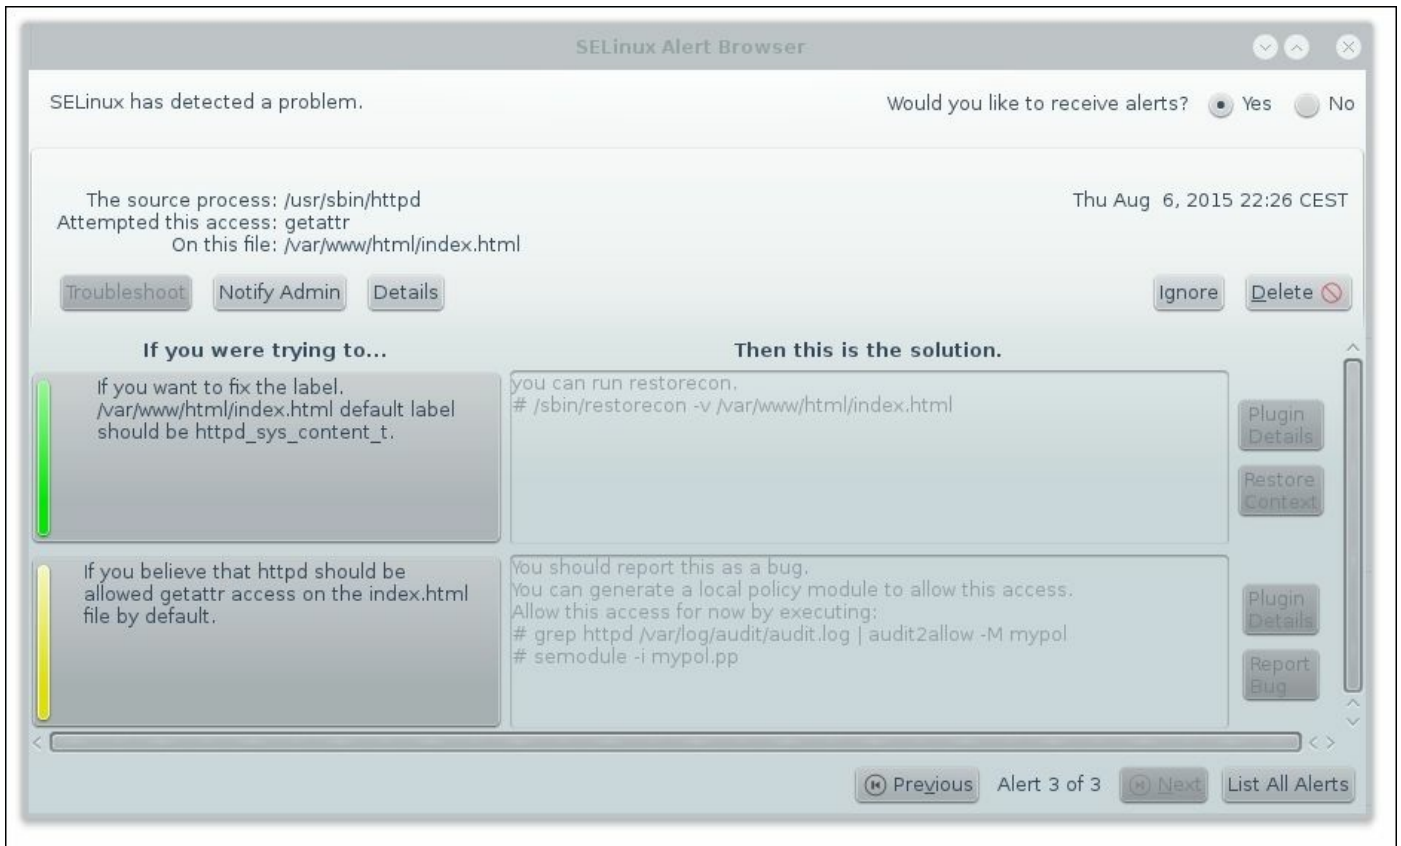 SELinux Alert Browser
SELinux has detected a problem.
Would you like to receive alerts? Yes No
The source process: /usr/sbin/httpd
Attempted this access: getattr
On this file: /var/www/html/index.html
Thu Aug 6, 2015 22:26 CEST
Troubleshoot Notify Admin Details Ignore Delete
If you were trying to... Then this is the solution.
If you want to fix the label.
/var/www/html/index.html default label
should be httpd_sys_content_t.
you can run restorecon.
# /sbin/restorecon -v /var/www/html/index.html
Plugin
Details
Restore
Context
If you believe that httpd should be
allowed getattr access on the index.html
file by default.
You should report this as a bug.
You can generate a local policy module to allow this access.
Allow this access for now by executing:
# grep httpd /var/log/audit/audit.log | audit2allow -M mypol
# semodule -i mypol.pp
Plugin
Details
Report
Bug
Previous Alert 3 of 3 Next List All Alerts